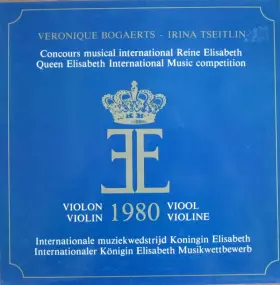 VERONIQUE BOGAERTS - IRINA TSEITLIN
Concours musical international Reine Elisabeth
Queen Elisabeth International Music competition
VIOLON 1980 VIOOL
VIOLIN VIOLINE
Internationale muziekwedstrijd Koningin Elisabeth
Internationaler Königin Elisabeth Musikwettbewerb